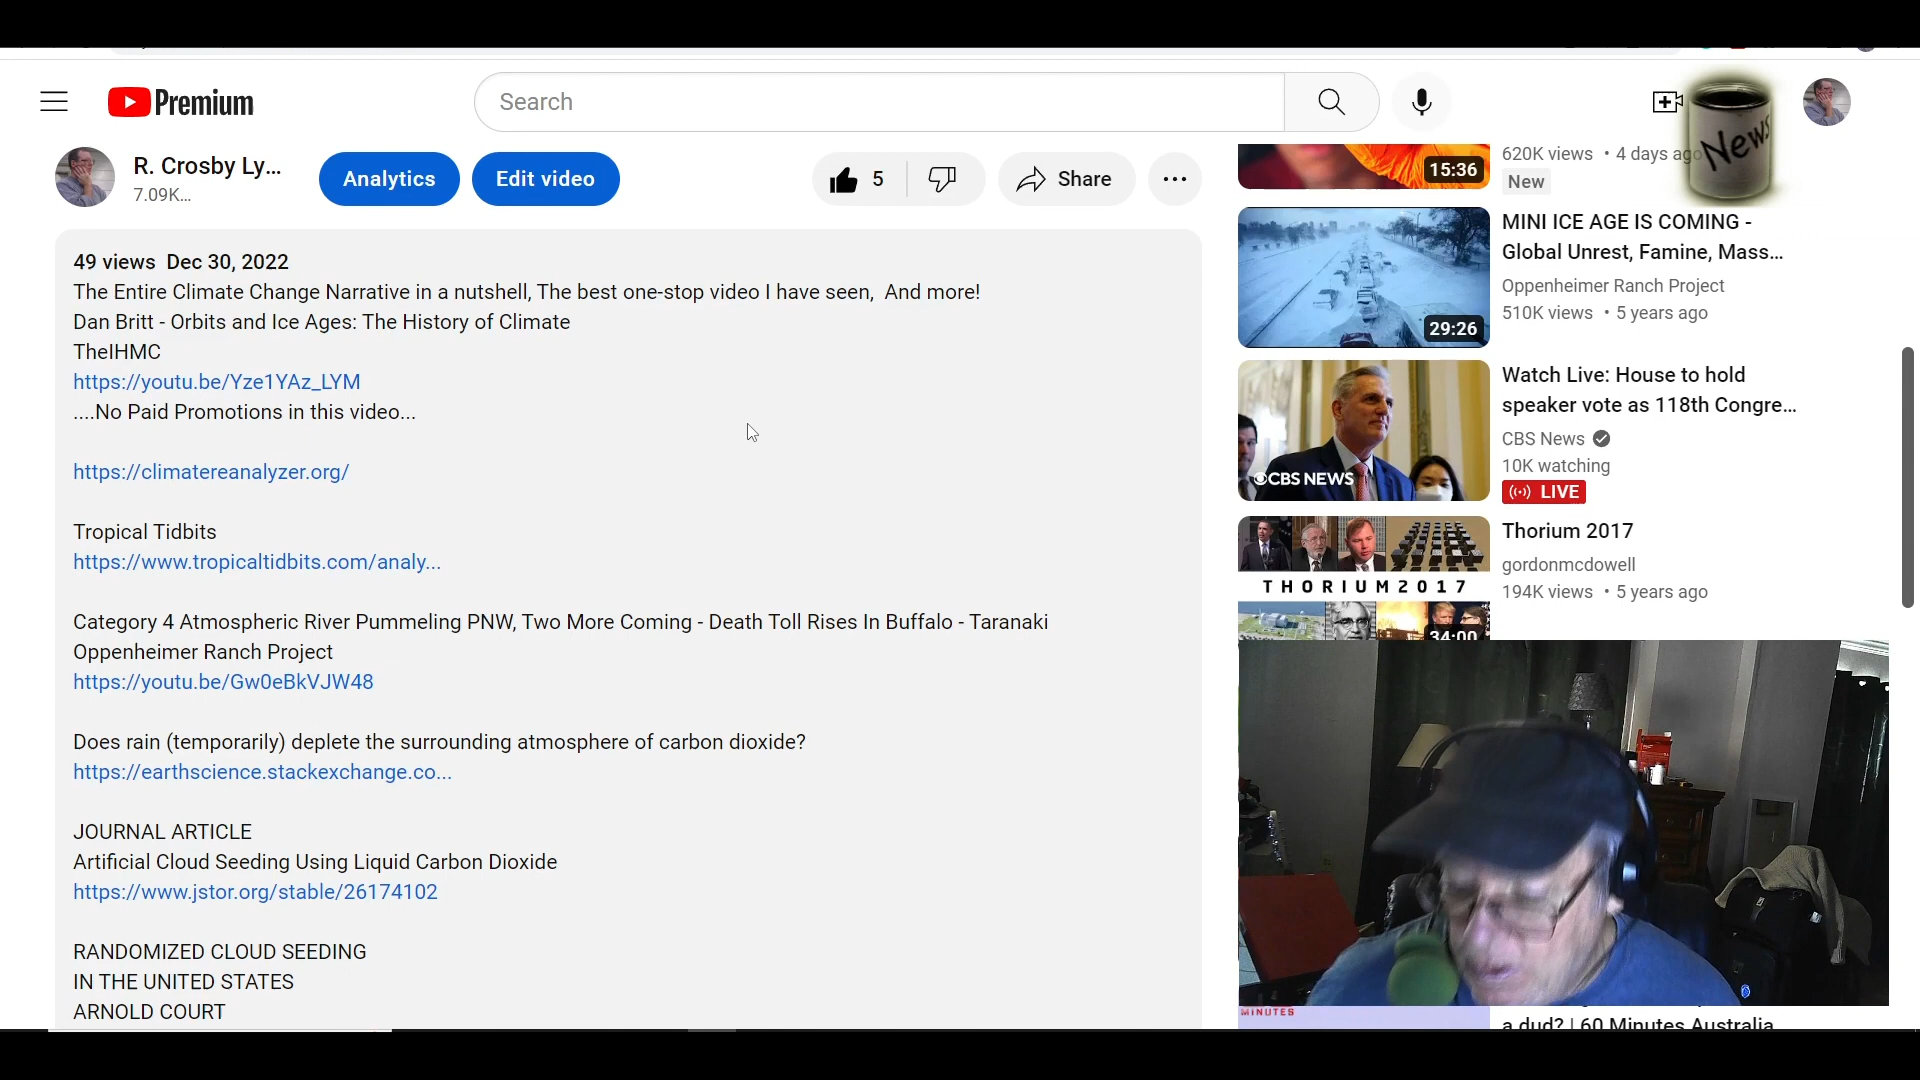 Premium
Search
News
R. Crosby Ly...
7.09K...
Analytics
Edit video
5
Share
49 views Dec 30, 2022
The Entire Climate Change Narrative in a nutshell, The best one-stop video I have seen, And more!
Dan Britt - Orbits and Ice Ages: The History of Climate
TheIHMC
https://youtu.be/Yze1YAz_LYM
....No Paid Promotions in this video...
https://climatereanalyzer.org/
Tropical Tidbits
https://www.tropicaltidbits.com/analy...
Category 4 Atmospheric River Pummeling PNW, Two More Coming - Death Toll Rises In Buffalo - Taranaki
Oppenheimer Ranch Project
https://youtu.be/Gw0eBkVJW48
Does rain (temporarily) deplete the surrounding atmosphere of carbon dioxide?
https://earthscience.stackexchange.co...
JOURNAL ARTICLE
Artificial Cloud Seeding Using Liquid Carbon Dioxide
https://www.jstor.org/stable/26174102
RANDOMIZED CLOUD SEEDING
IN THE UNITED STATES
ARNOLD COURT
15:36
620K views • 4 days ago
New
29:26
MINI ICE AGE IS COMING -
Global Unrest, Famine, Mass...
Oppenheimer Ranch Project
510K views • 5 years ago
CBS NEWS
Watch Live: House to hold
speaker vote as 118th Congre...
CBS News
10K watching
LIVE
THORIUM2017
34:00
Thorium 2017
gordonmcdowell
194K views • 5 years ago
MINUTES
a dud? | 60 Minutes Australia